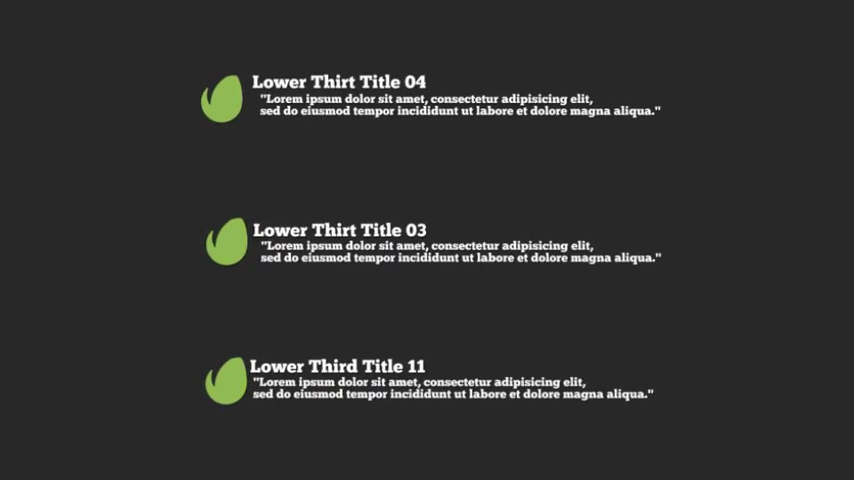 Lower Thirt Title 04
"Lorem ipsum dolor sit amet, consectetur adipisicing elit,
sed do eiusmod tempor incididunt ut labore et dolore magna aliqua."
Lower Thirt Title 03
"Lorem ipsum dolor sit amet, consectetur adipisicing elit,
sed do eiusmod tempor incididunt ut labore et dolore magna aliqua."
Lower Third Title 11
"Lorem ipsum dolor sit amet, consectetur adipisicing elit,
sed do eiusmod tempor incididunt ut labore et dolore magna aliqua."